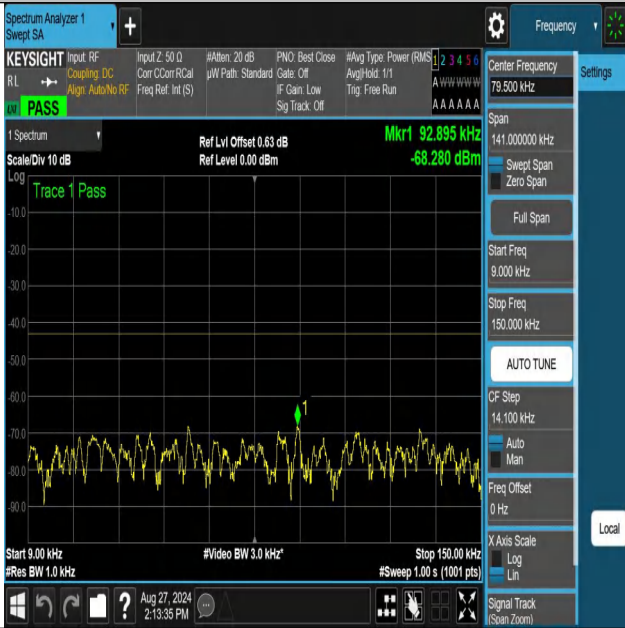 Spectrum Analyzer 1
Swept SA
+
Frequency
KEYSIGHT
RL
PASS
Input: RF
Coupling: DC
Align: Auto/No RF
Input Z: 50 Ω
Corr CCorr RCal
Freq Ref: Int (S)
#Atten: 20 dB
µW Path: Standard
PNO: Best Close
Gate: Off
IF Gain: Low
Sig Track: Off
#Avg Type: Power (RMS
Avg|Hold: 1/1
Trig: Free Run
1 2 3 4 5 6
A W W W W W
A A A A A A
1 Spectrum
Scale/Div 10 dB
Ref Lvl Offset 0.63 dB
Ref Level 0.00 dBm
Mkr1 92.895 kHz
-68.280 dBm
Log
Trace 1 Pass
-10.0
-20.0
-30.0
-40.0
-50.0
-60.0
-70.0
-80.0
-90.0
1
Start 9.00 kHz
#Res BW 1.0 kHz
#Video BW 3.0 kHz*
Stop 150.00 kHz
#Sweep 1.00 s (1001 pts)
?
Aug 27, 2024
2:13:35 PM
Center Frequency
79.500 kHz
Settings
Span
141.000000 kHz
Swept Span
Zero Span
Full Span
Start Freq
9.000 kHz
Stop Freq
150.000 kHz
AUTO TUNE
CF Step
14.100 kHz
Auto
Man
Freq Offset
0 Hz
X Axis Scale
Log
Lin
Local
Signal Track
(Span Zoom)